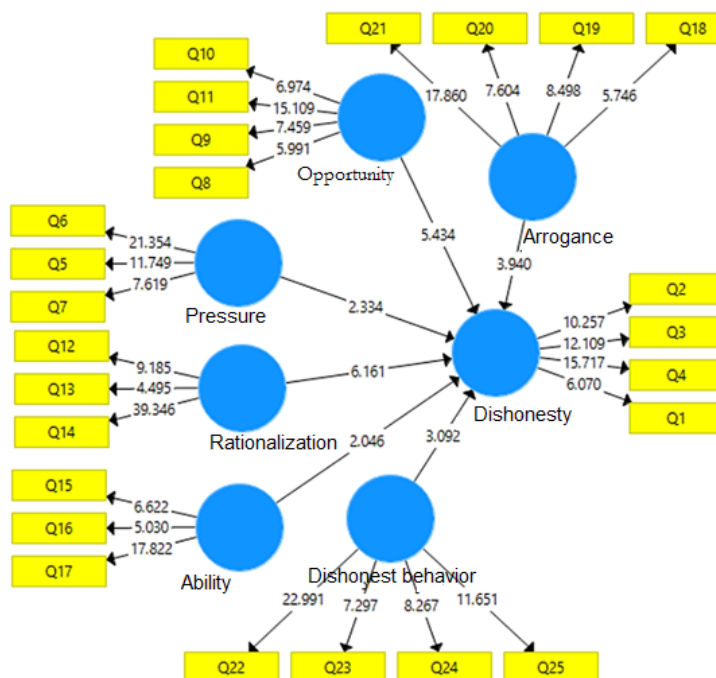 Q21
Q20
Q19
Q18
17.860
7.604
8.498
5.746
Arrogance
3.940
Q10
Q11
Q9
Q8
6.974
15.109
7.459
5.991
Opportunity
5.434
Q6
Q5
Q7
21.354
11.749
7.619
Pressure
2.334
Q2
Q3
Q4
Q1
10.257
12.109
15.717
6.070
Dishonesty
Q12
Q13
Q14
9.185
4.495
39.346
Rationalization
6.161
Q15
Q16
Q17
6.622
5.030
17.822
Ability
2.046
3.092
Dishonest behavior
22.991
7.297
8.267
11.651
Q22
Q23
Q24
Q25